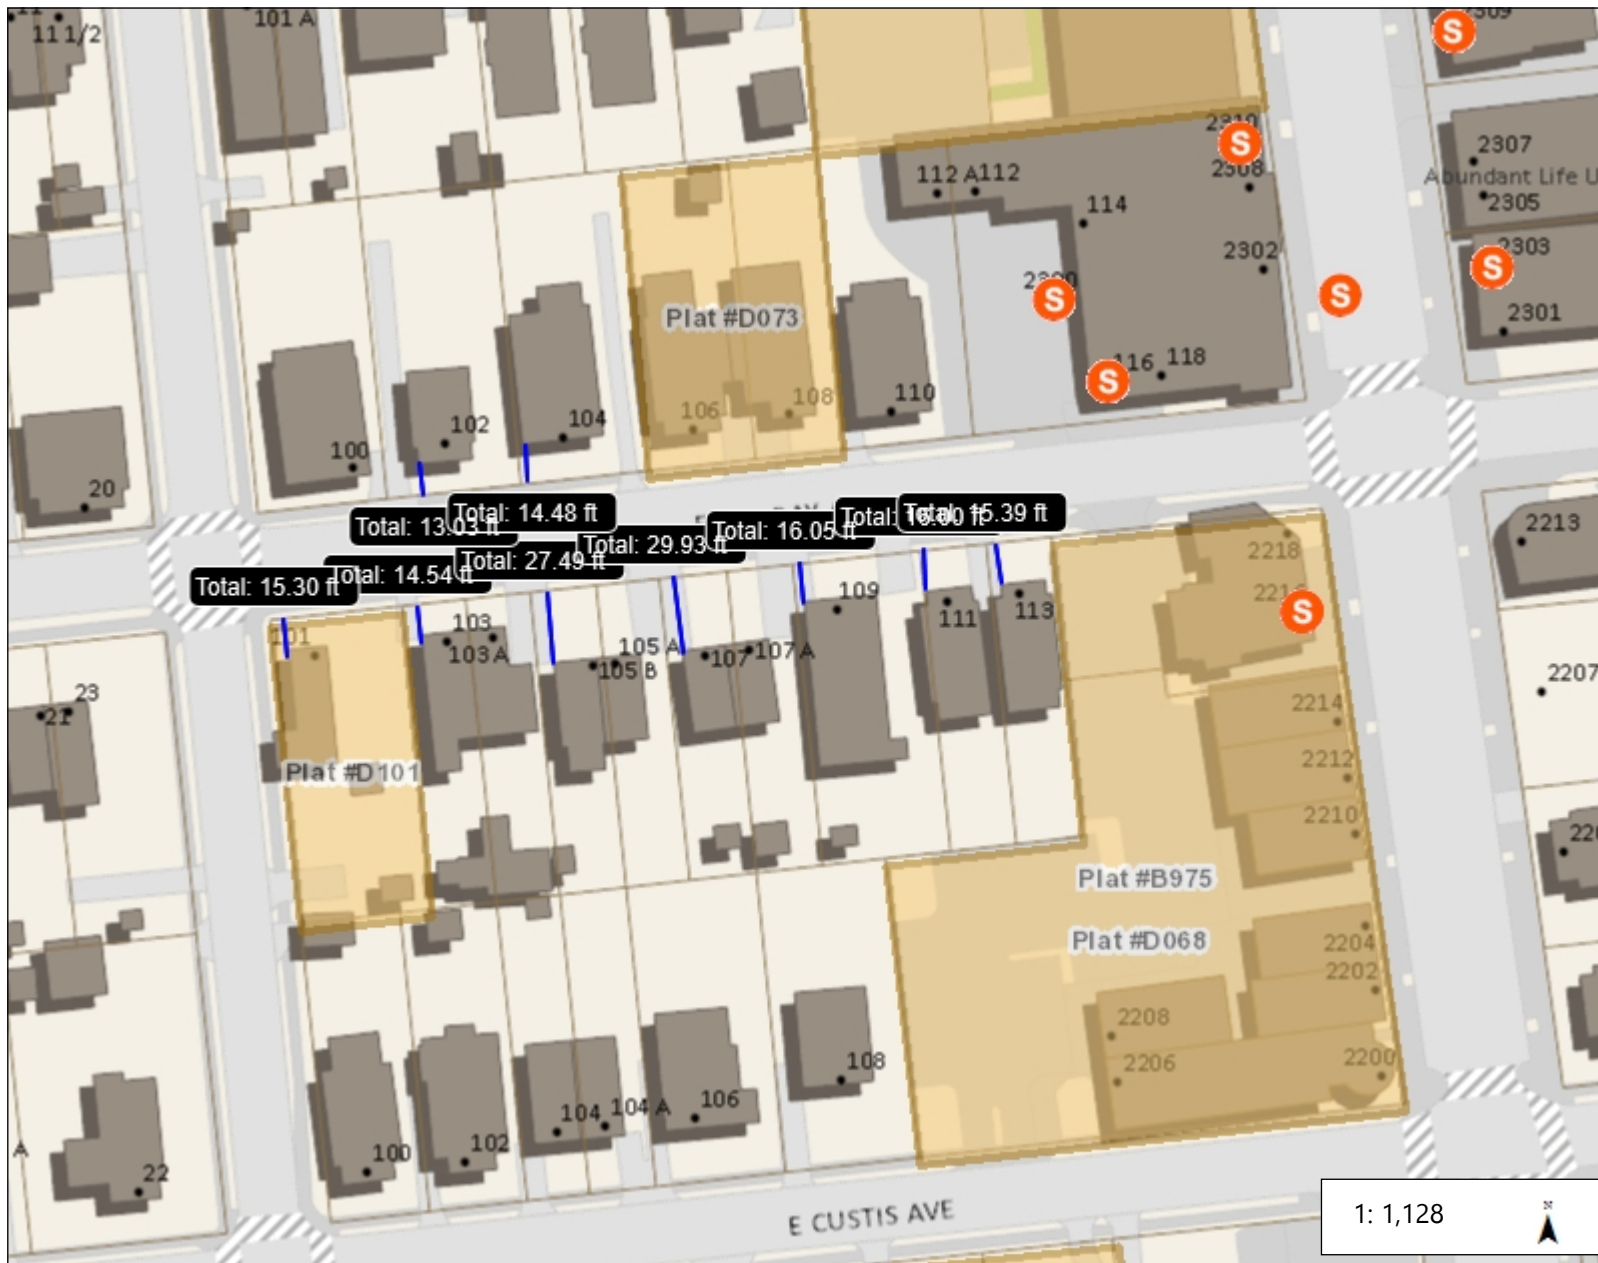 11 1/2
101 A
S
2310
S
2307
112 A 112
2308
Abundant Life U
2305
114
2302
2303
S
S
S
2301
Plat #D073
S
116 118
106
108
110
104
102
100
20
2213
Total: 14.48 ft
Total: 13.03 ft
Total: 15.39 ft
Total: 16.05 ft
Total: 29.93 ft
Total: 27.49 ft
Total: 14.54 ft
Total: 15.30 ft
2218
S
109
111
113
101
103
103 A
105 A
105 B
107
107 A
23
21
2207
2214
2212
2210
Plat #D101
Plat #B975
Plat #D068
2204
2202
2208
2206
2200
108
106
104
104 A
102
100
A
22
E CUSTIS AVE
1: 1,128
N